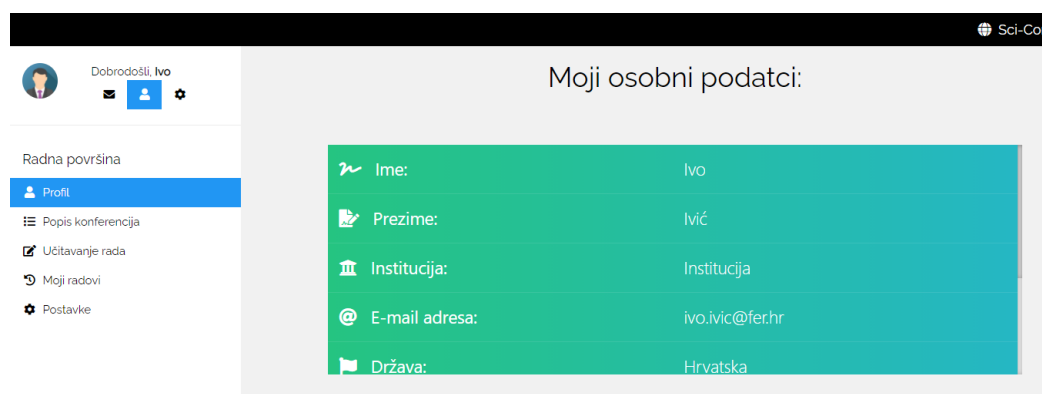 Sci-Co
Dobrodošli, Ivo
Moji osobni podatci:
Radna površina
Profil
Popis konferencija
Učitavanje rada
Moji radovi
Postavke
Ime: Ivo
Prezime: Ivić
Institucija: Institucija
E-mail adresa: ivo.ivic@fer.hr
Država: Hrvatska